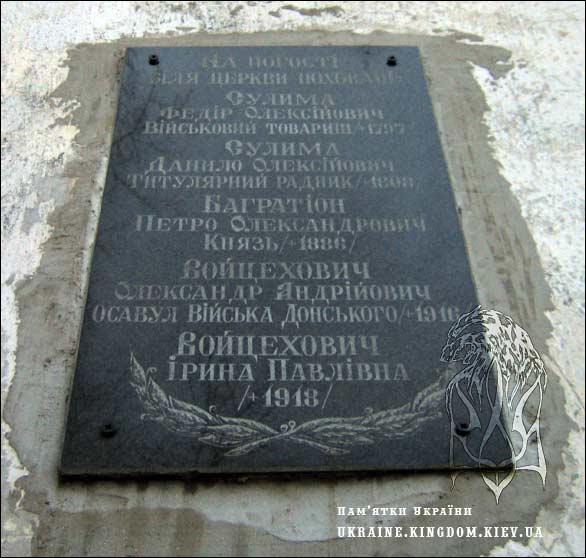 На погості
біля церкви поховані:
Сулима
Федір Олексійович
Військовий товариш /+1797/
Сулима
Данило Олексійович
Титулярний радник /+1808/
Багратіон
Петро Олександрович
Князь /+1886/
Войцехович
Олександр Андрійович
Осавул Війська Донського /+1916/
Войцехович
Ірина Павлівна
/+1918/
Пам'ятки України
UKRAINE.KINGDOM.KIEV.UA